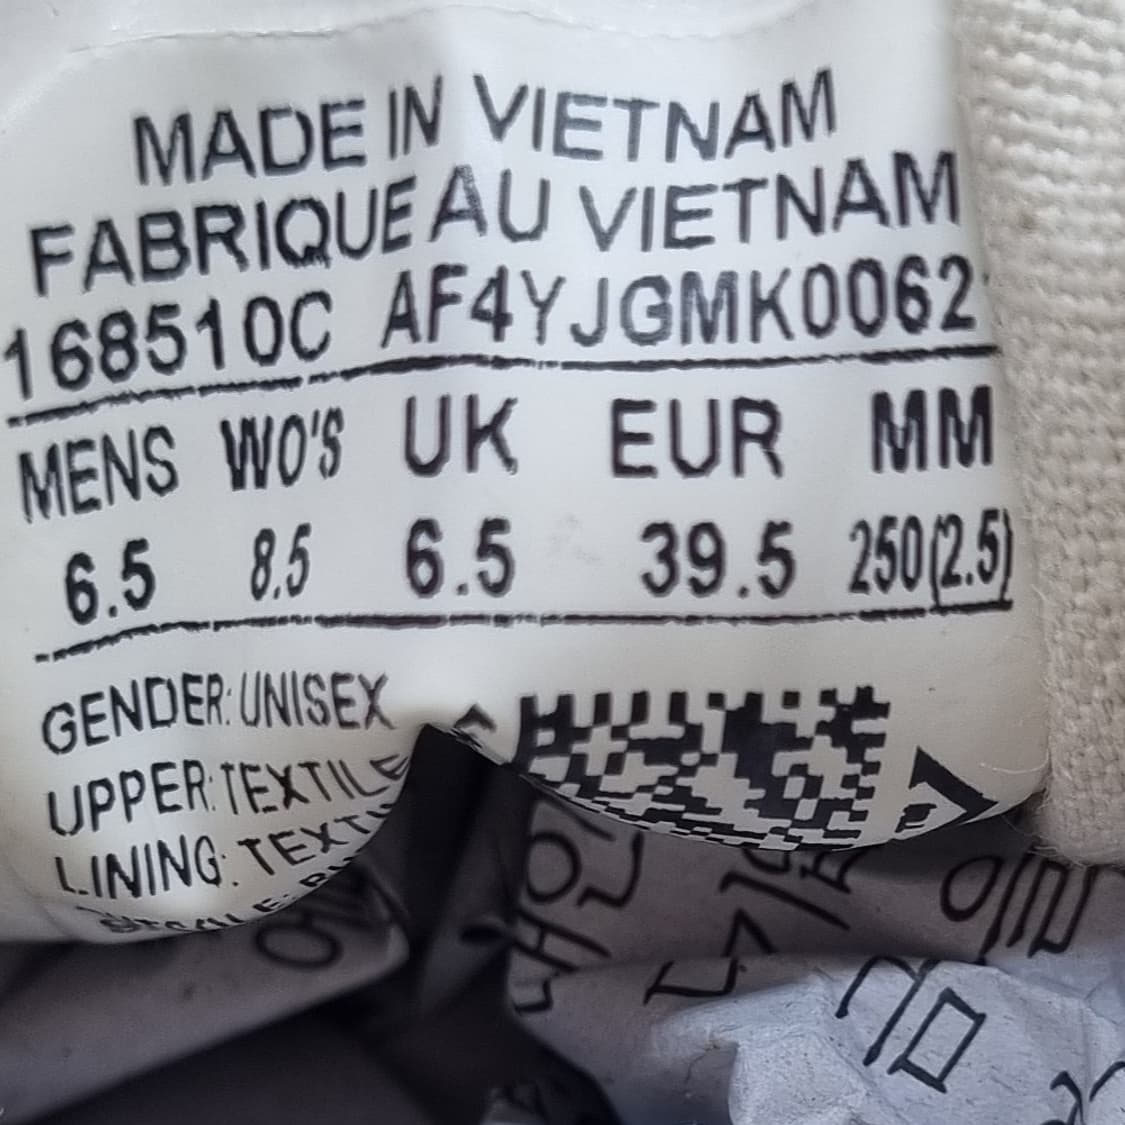 MADE IN VIETNAM
FABRIQUE AU VIETNAM
168510C AF4YJGMK0062
MENS WO'S UK EUR MM
6.5 8.5 6.5 39.5 250(2.5)
GENDER: UNISEX
UPPER: TEXTILE
LINING: